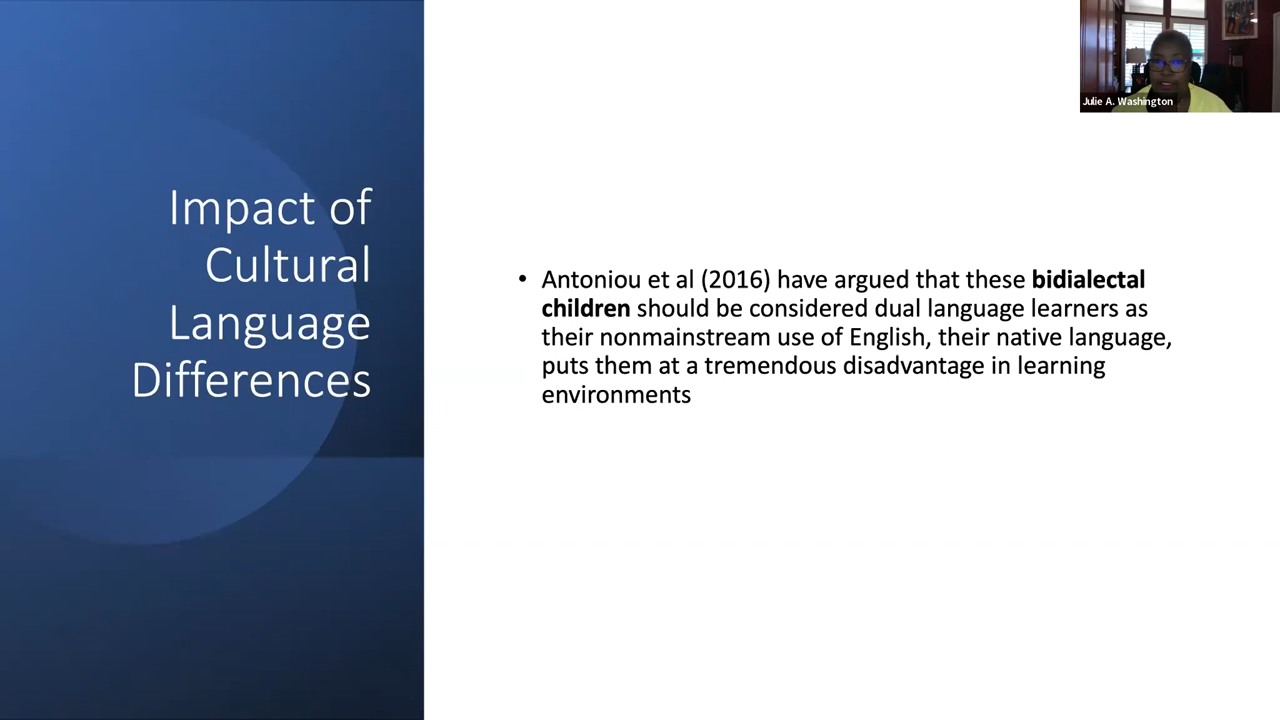 Impact of
Cultural
Language
Differences
• Antoniou et al (2016) have argued that these bidialectal
children should be considered dual language learners as
their nonmainstream use of English, their native language,
puts them at a tremendous disadvantage in learning
environments
Julie A. Washington